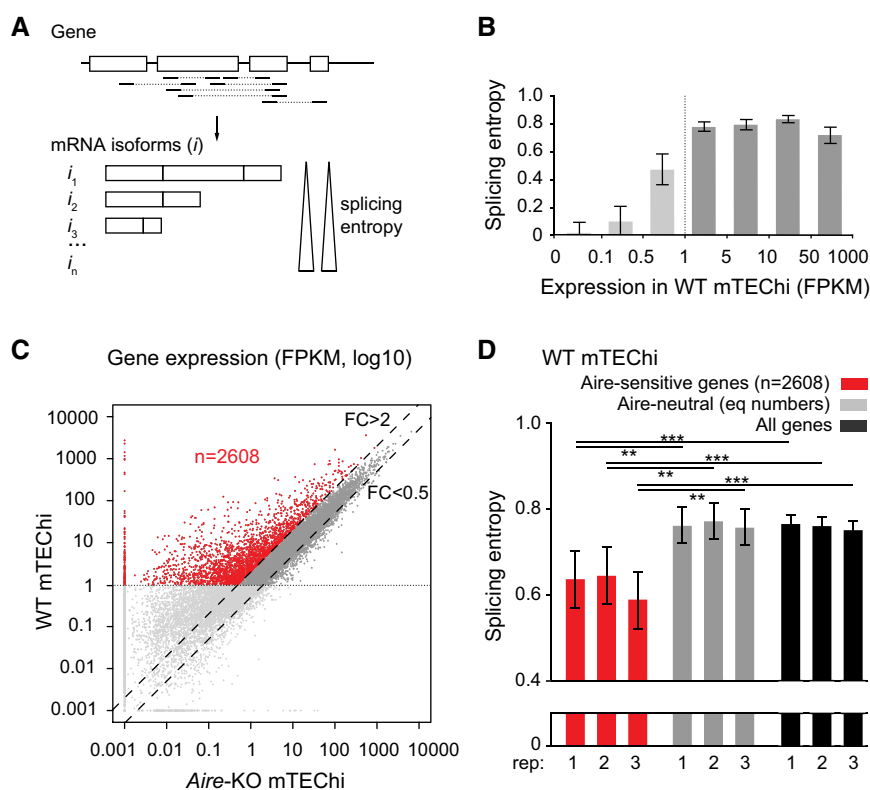 A
Gene
mRNA isoforms (i)
i1
i2
i3
...
in
splicing
entropy
B
Splicing entropy
1.0
0.8
0.6
0.4
0.2
0
0 0.1 0.5 1 5 10 50 1000
Expression in WT mTEChi (FPKM)
C
Gene expression (FPKM, log10)
WT mTEChi
10000
1000
100
10
1
0.1
0.01
0.001
n=2608
FC>2
FC<0.5
0.001 0.01 0.1 1 10 100 1000 10000
Aire-KO mTEChi
D
WT mTEChi
Aire-sensitive genes (n=2608)
Aire-neutral (eq numbers)
All genes
Splicing entropy
1.0
0.8
0.6
0.4
0
***
**
***
**
***
**
rep: 1 2 3 1 2 3 1 2 3